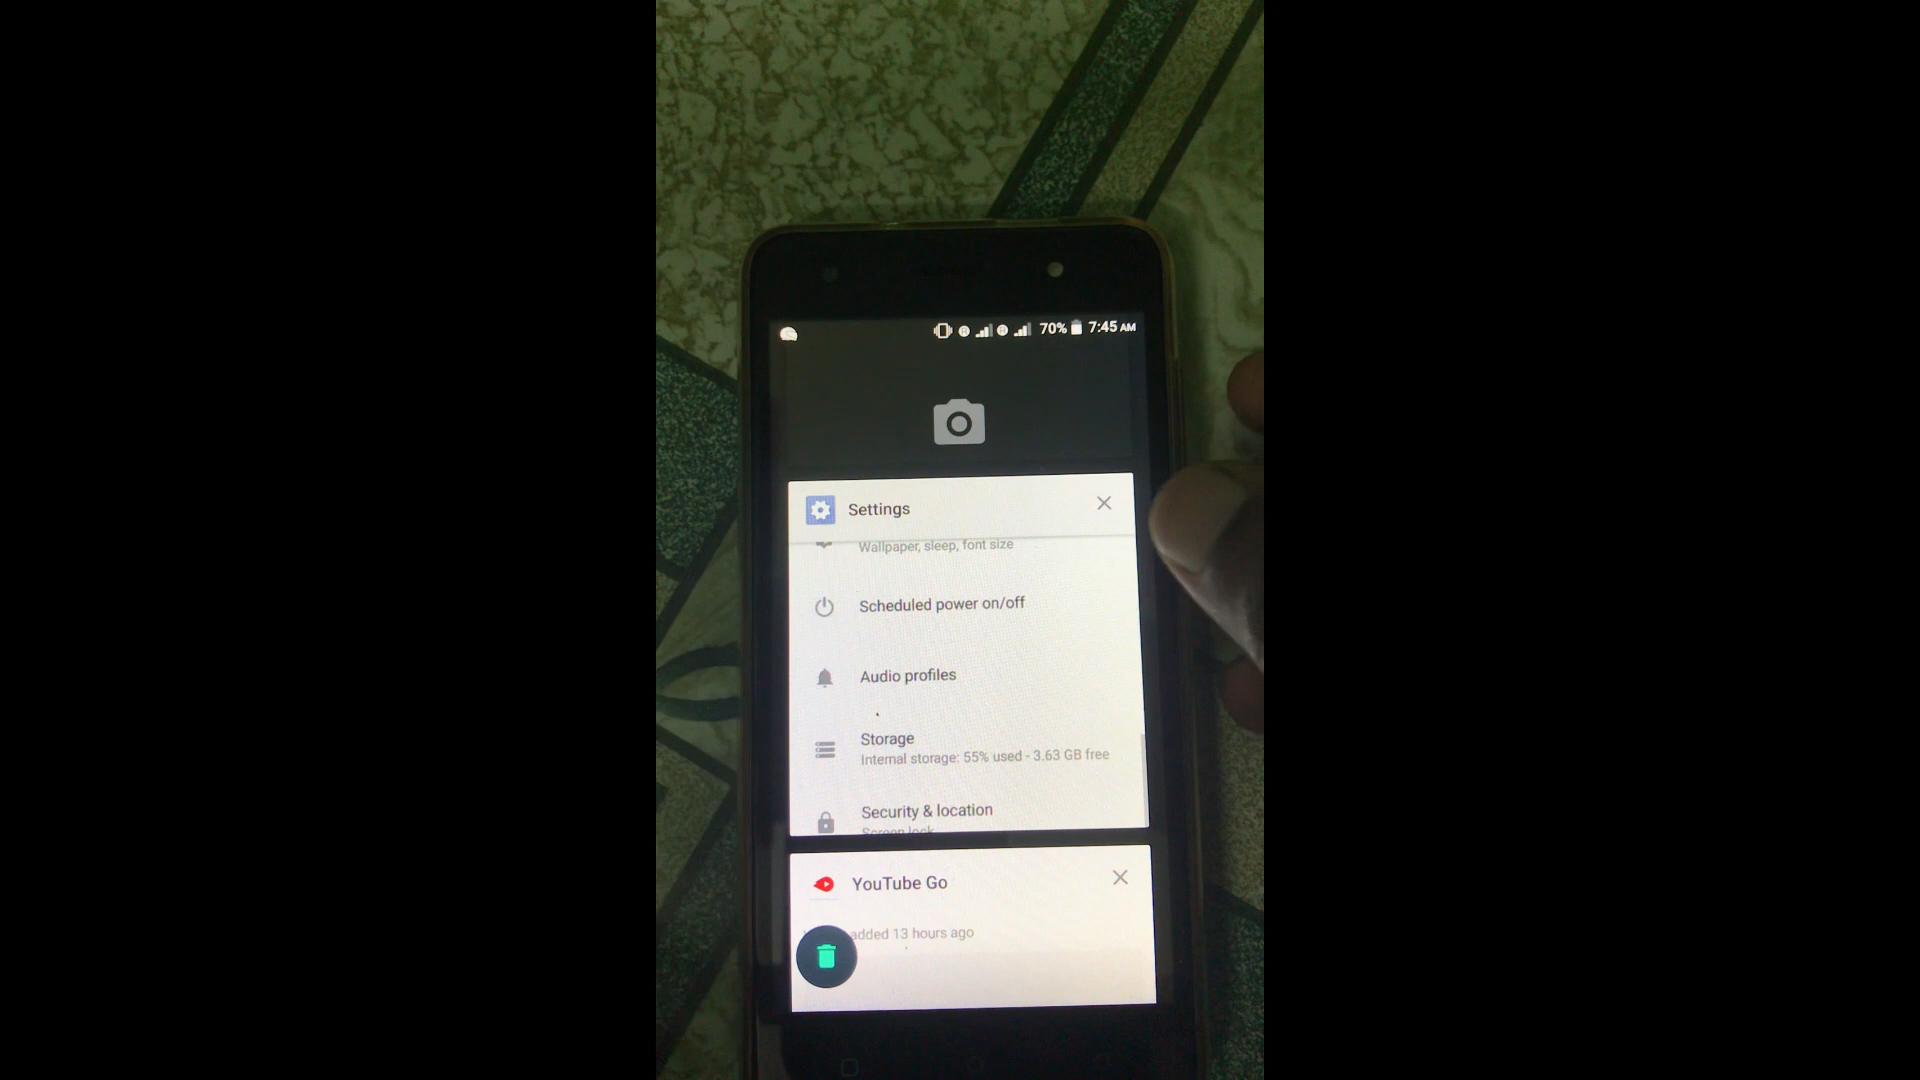 70% 7:45 AM
Settings
Wallpaper, sleep, font size
Scheduled power on/off
Audio profiles
Storage
Internal storage: 55% used - 3.63 GB free
Security & location
Screen lock
YouTube Go
added 13 hours ago